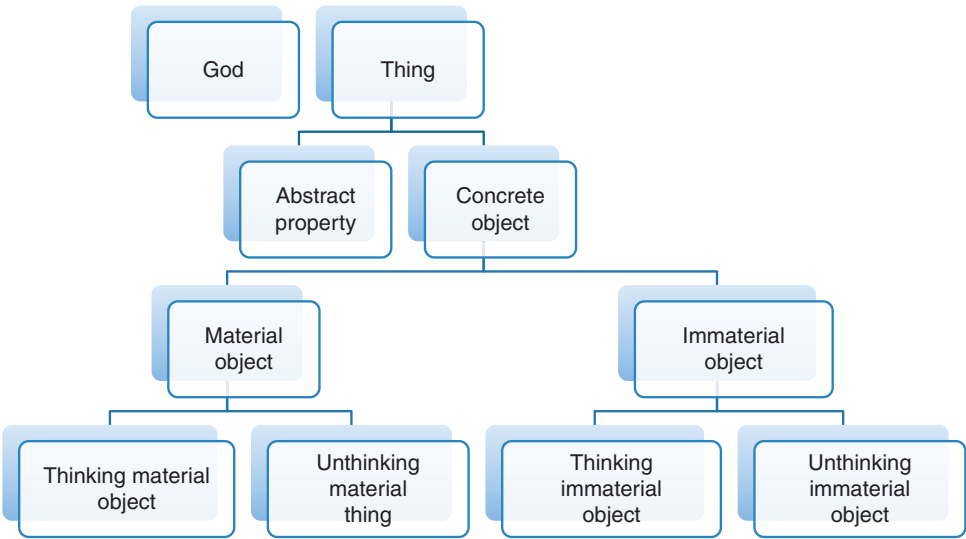 God
Thing
Abstract
property
Concrete
object
Material
object
Immaterial
object
Thinking material
object
Unthinking
material
thing
Thinking
immaterial
object
Unthinking
immaterial
object